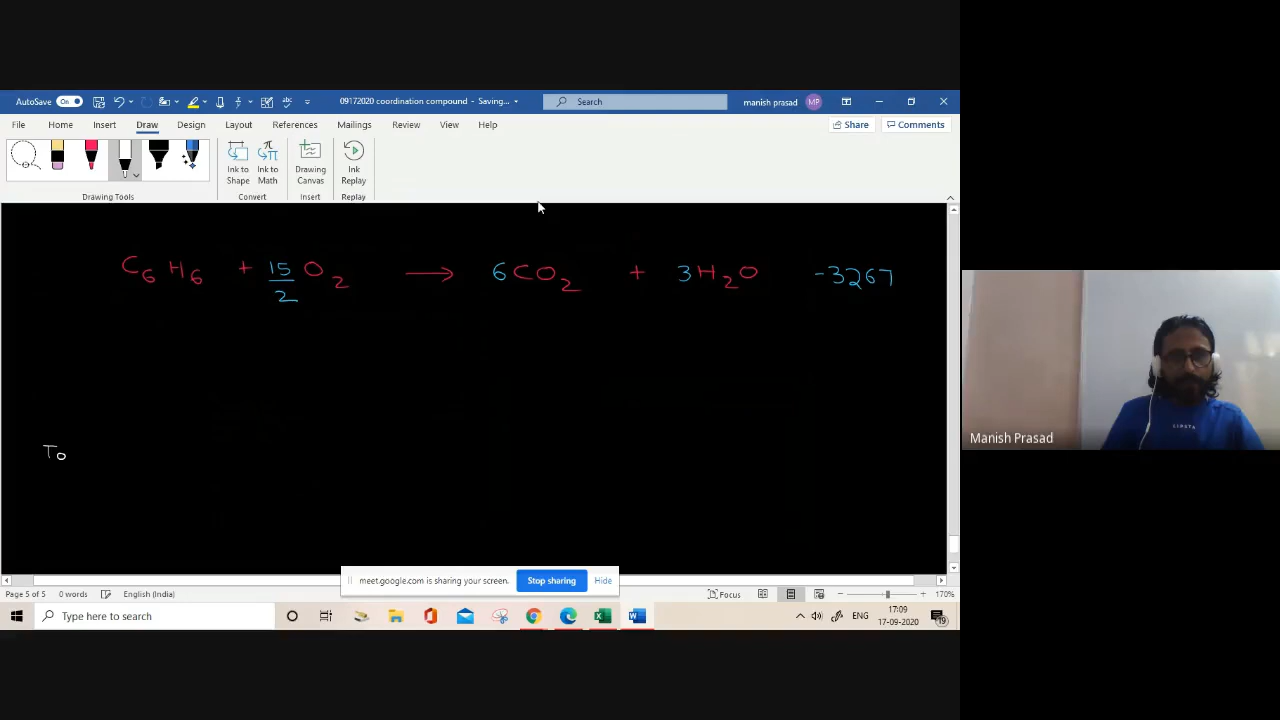 AutoSave On 09172020 coordination compound - Saving... Search manish prasad MP
File Home Insert Draw Design Layout References Mailings Review View Help Share Comments
Ink to Shape Ink to Math Drawing Canvas Ink Replay
Drawing Tools Convert Insert Replay
C₆H₆ + 15/2 O₂ → 6CO₂ + 3H₂O -3267
Manish Prasad
To
meet.google.com is sharing your screen. Stop sharing Hide
Page 5 of 5 0 words English (India) Focus 170%
Type here to search ENG 17:09
17-09-2020 19